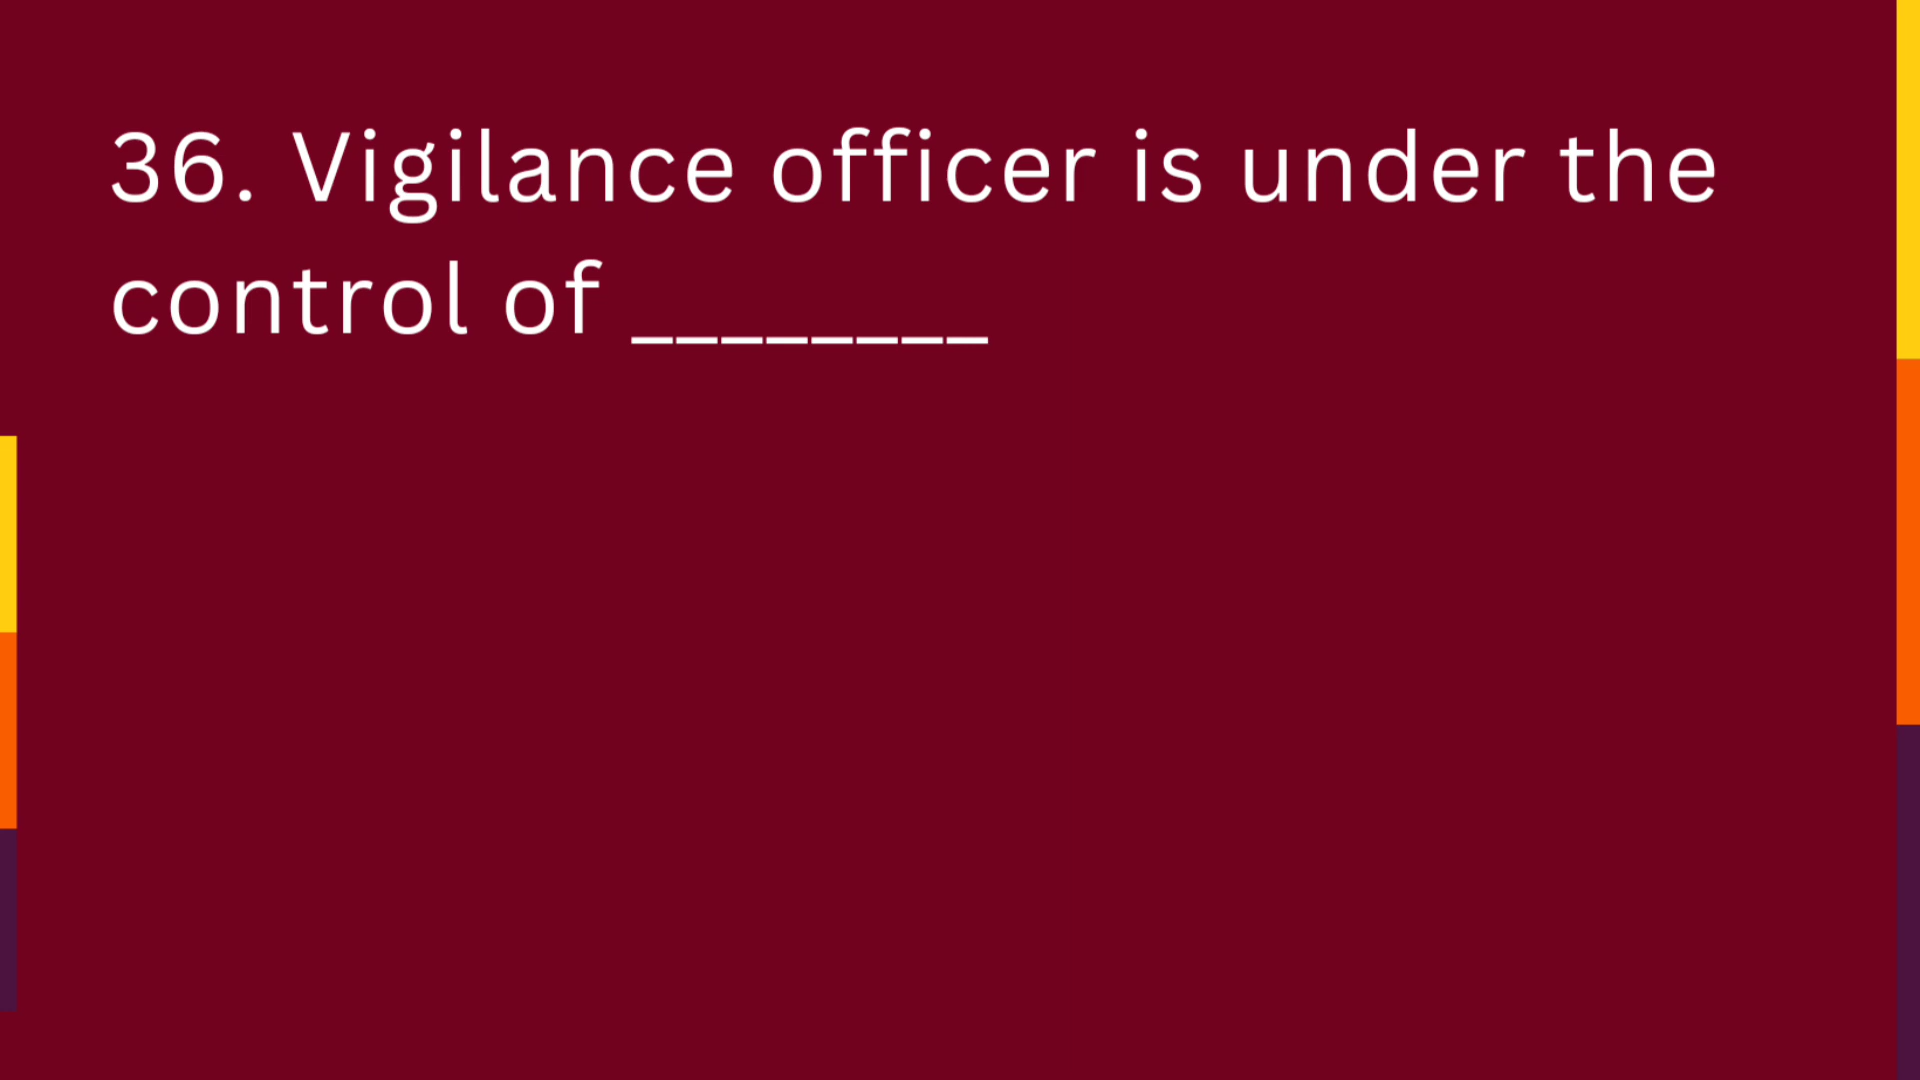 36. Vigilance officer is under the
control of ________